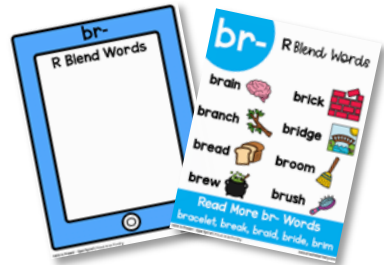 br-
R Blend Words
br-
R Blend Words
brain
brick
branch
bridge
bread
broom
brew
brush
Read More br- Words
bracelet, break, braid, bride, brim